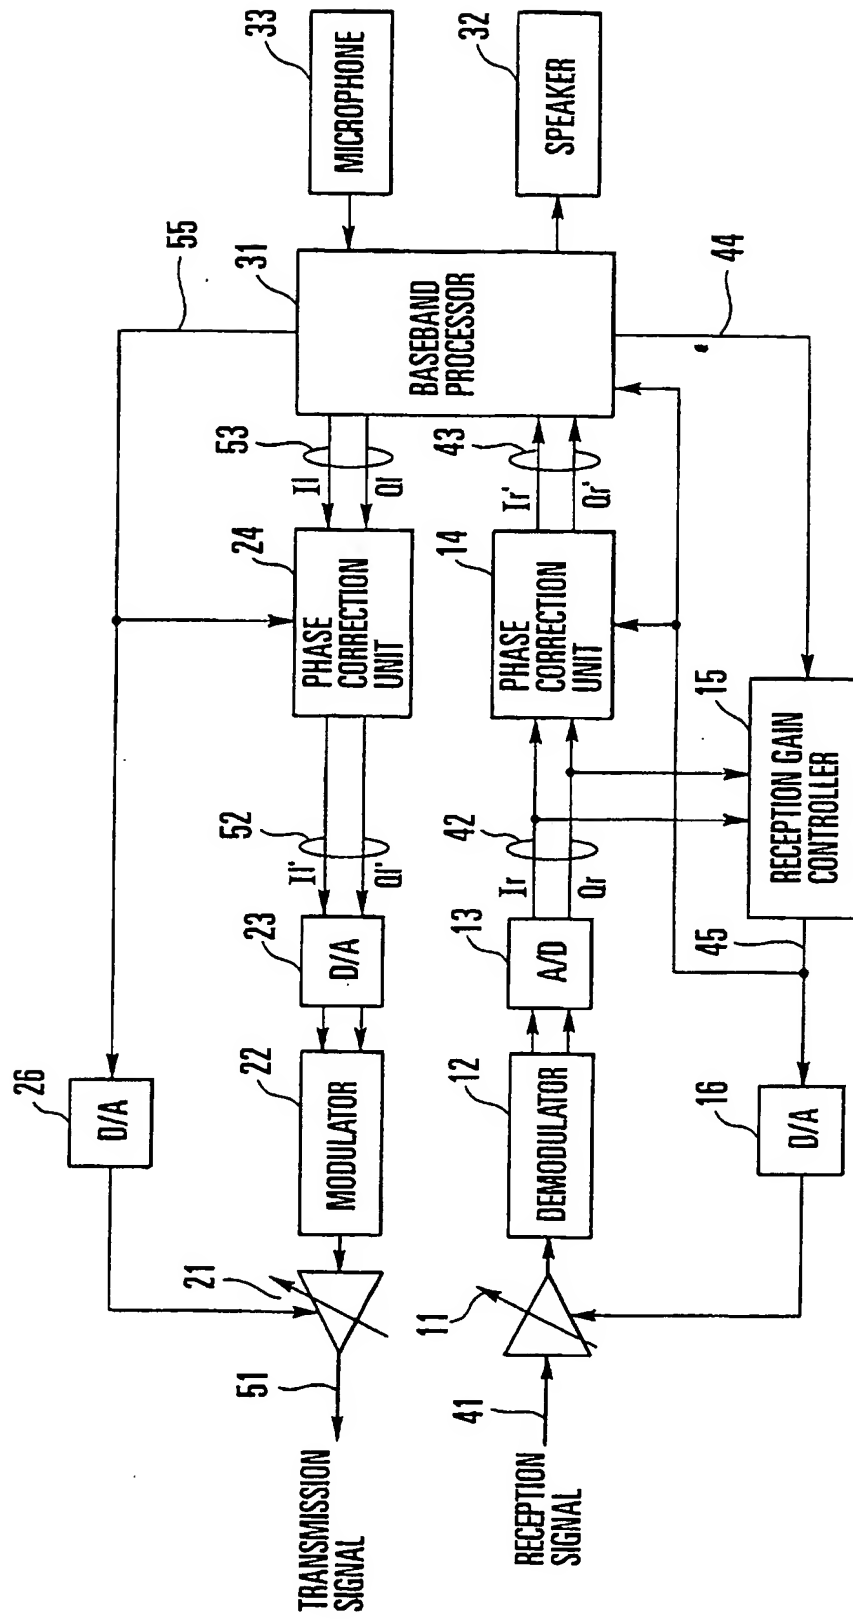 26
D/A
55
51
21
22
MODULATOR
23
D/A
52
Il'
Ql'
24
PHASE
CORRECTION
UNIT
53
Il
Ql
31
BASEBAND
PROCESSOR
33
MICROPHONE
TRANSMISSION
SIGNAL
32
SPEAKER
RECEPTION
SIGNAL
41
11
12
DEMODULATOR
13
A/D
42
Ir
Qr
14
PHASE
CORRECTION
UNIT
43
Ir'
Qr'
44
16
D/A
45
15
RECEPTION GAIN
CONTROLLER